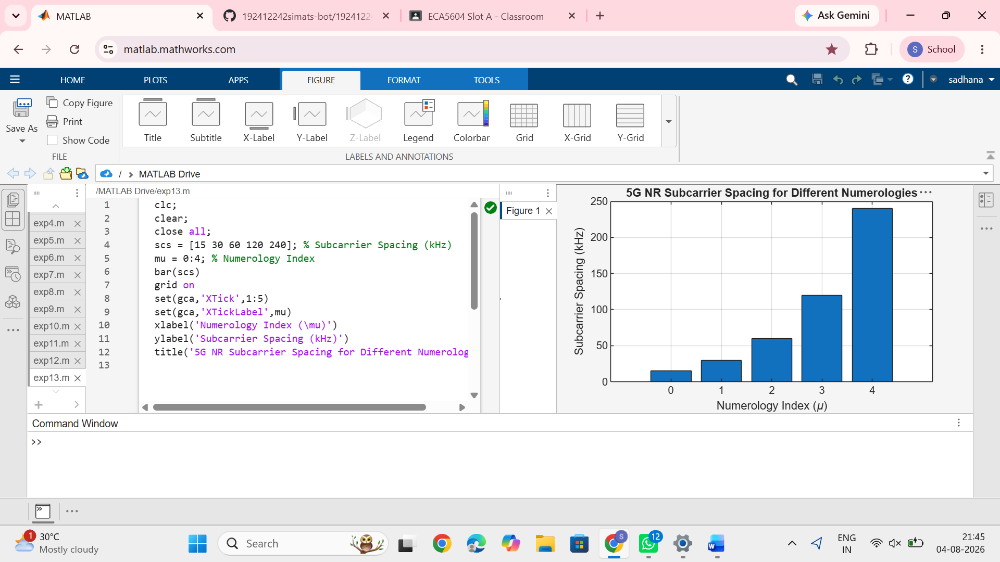 MATLAB
192412242simats-bot/19241224
ECA5604 Slot A - Classroom
Ask Gemini
matlab.mathworks.com
S School
HOME PLOTS APPS FIGURE FORMAT TOOLS
sadhana
Save As
Copy Figure
Print
Show Code
FILE
Title
Subtitle
X-Label
Y-Label
Z-Label
Legend
Colorbar
Grid
X-Grid
Y-Grid
LABELS AND ANNOTATIONS
/ › MATLAB Drive
/MATLAB Drive/exp13.m
exp4.m
exp5.m
exp6.m
exp7.m
exp8.m
exp9.m
exp10.m
exp11.m
exp12.m
exp13.m
1 clc;
2 clear;
3 close all;
4 scs = [15 30 60 120 240]; % Subcarrier Spacing (kHz)
5 mu = 0:4; % Numerology Index
6 bar(scs)
7 grid on
8 set(gca,'XTick',1:5)
9 set(gca,'XTickLabel',mu)
10 xlabel('Numerology Index (\mu)')
11 ylabel('Subcarrier Spacing (kHz)')
12 title('5G NR Subcarrier Spacing for Different Numerolog
13
Figure 1
5G NR Subcarrier Spacing for Different Numerologies
Subcarrier Spacing (kHz)
250
200
150
100
50
0
0 1 2 3 4
Numerology Index (μ)
Command Window
>>
1
30°C
Mostly cloudy
Search
S
12
ENG
IN
21:45
04-08-2026